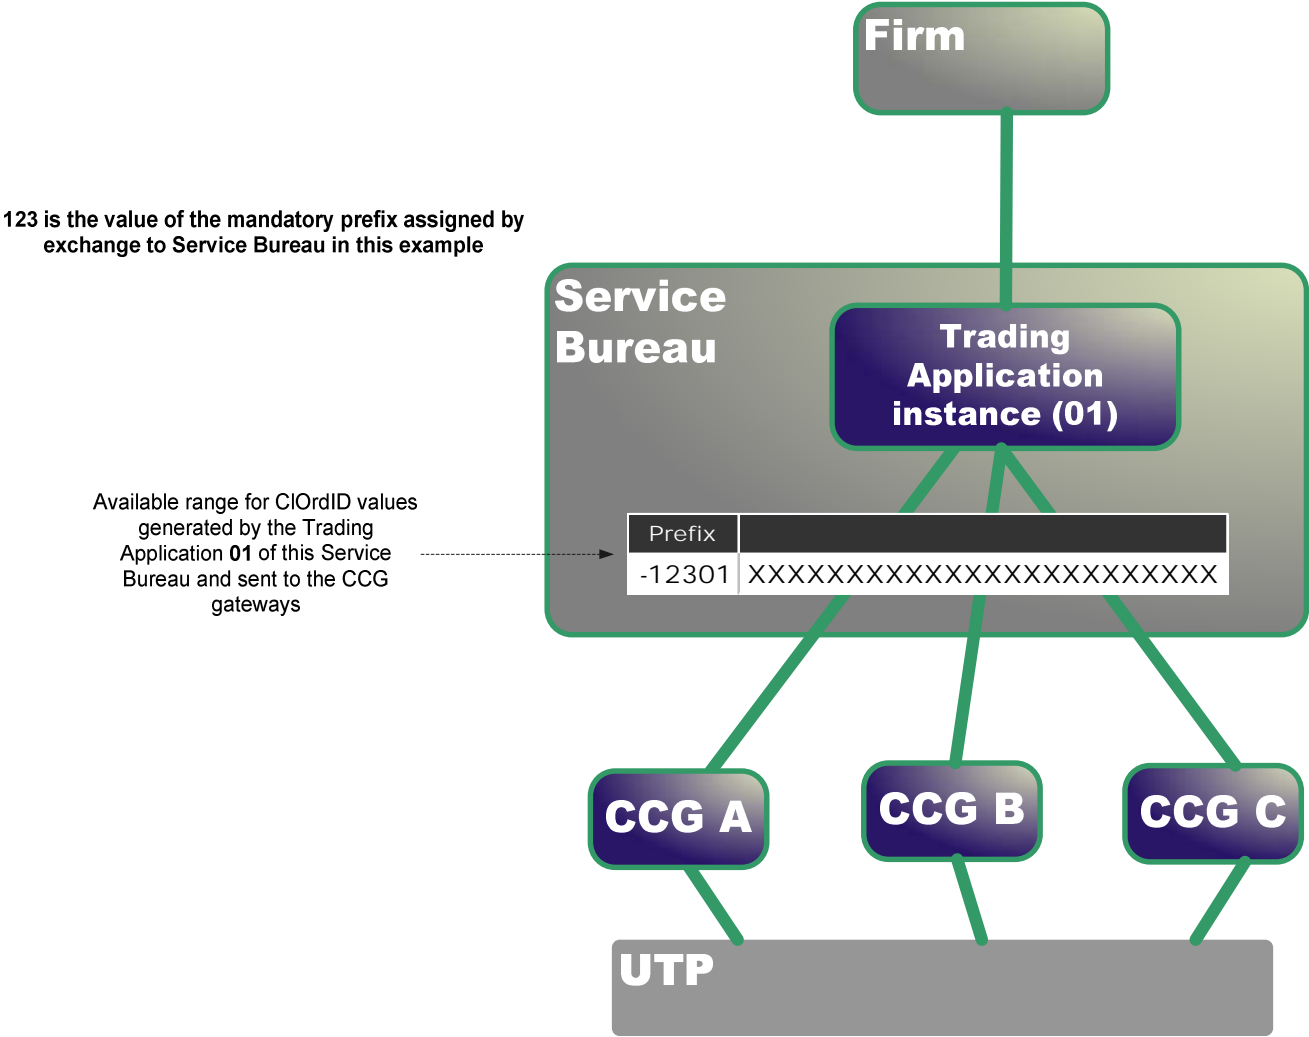 Firm
123 is the value of the mandatory prefix assigned by
exchange to Service Bureau in this example
Service
Bureau
Trading
Application
instance (01)
Available range for ClOrdID values
generated by the Trading
Application 01 of this Service
Bureau and sent to the CCG
gateways
Prefix
-12301 XXXXXXXXXXXXXXXXXXXXXXXX
CCG A
CCG B
CCG C
UTP